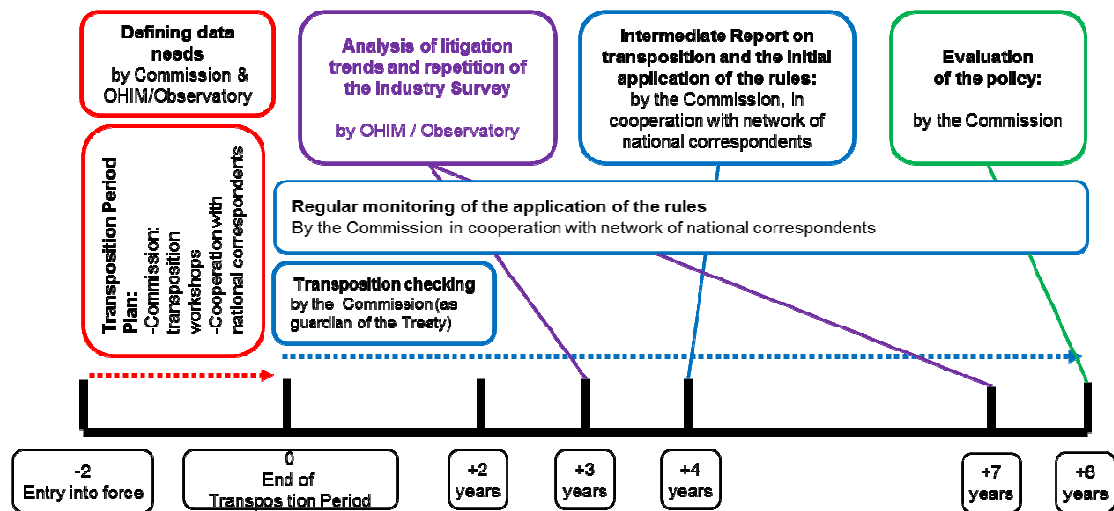 Defining data
needs
by Commission &
OHIM/Observatory
Analysis of litigation
trends and repetition of
the Industry Survey
by OHIM / Observatory
Intermediate Report on
transposition and the initial
application of the rules:
by the Commission, in
cooperation with network of
national correspondents
Evaluation
of the policy:
by the Commission
Transposition Period
Plan:
-Commission:
transposition
workshops
-Cooperation with
national correspondents
Regular monitoring of the application of the rules
By the Commission in cooperation with network of national correspondents
Transposition checking
by the Commission (as
guardian of the Treaty)
-2
Entry into force
0
End of
Transposition Period
+2
years
+3
years
+4
years
+7
years
+8
years